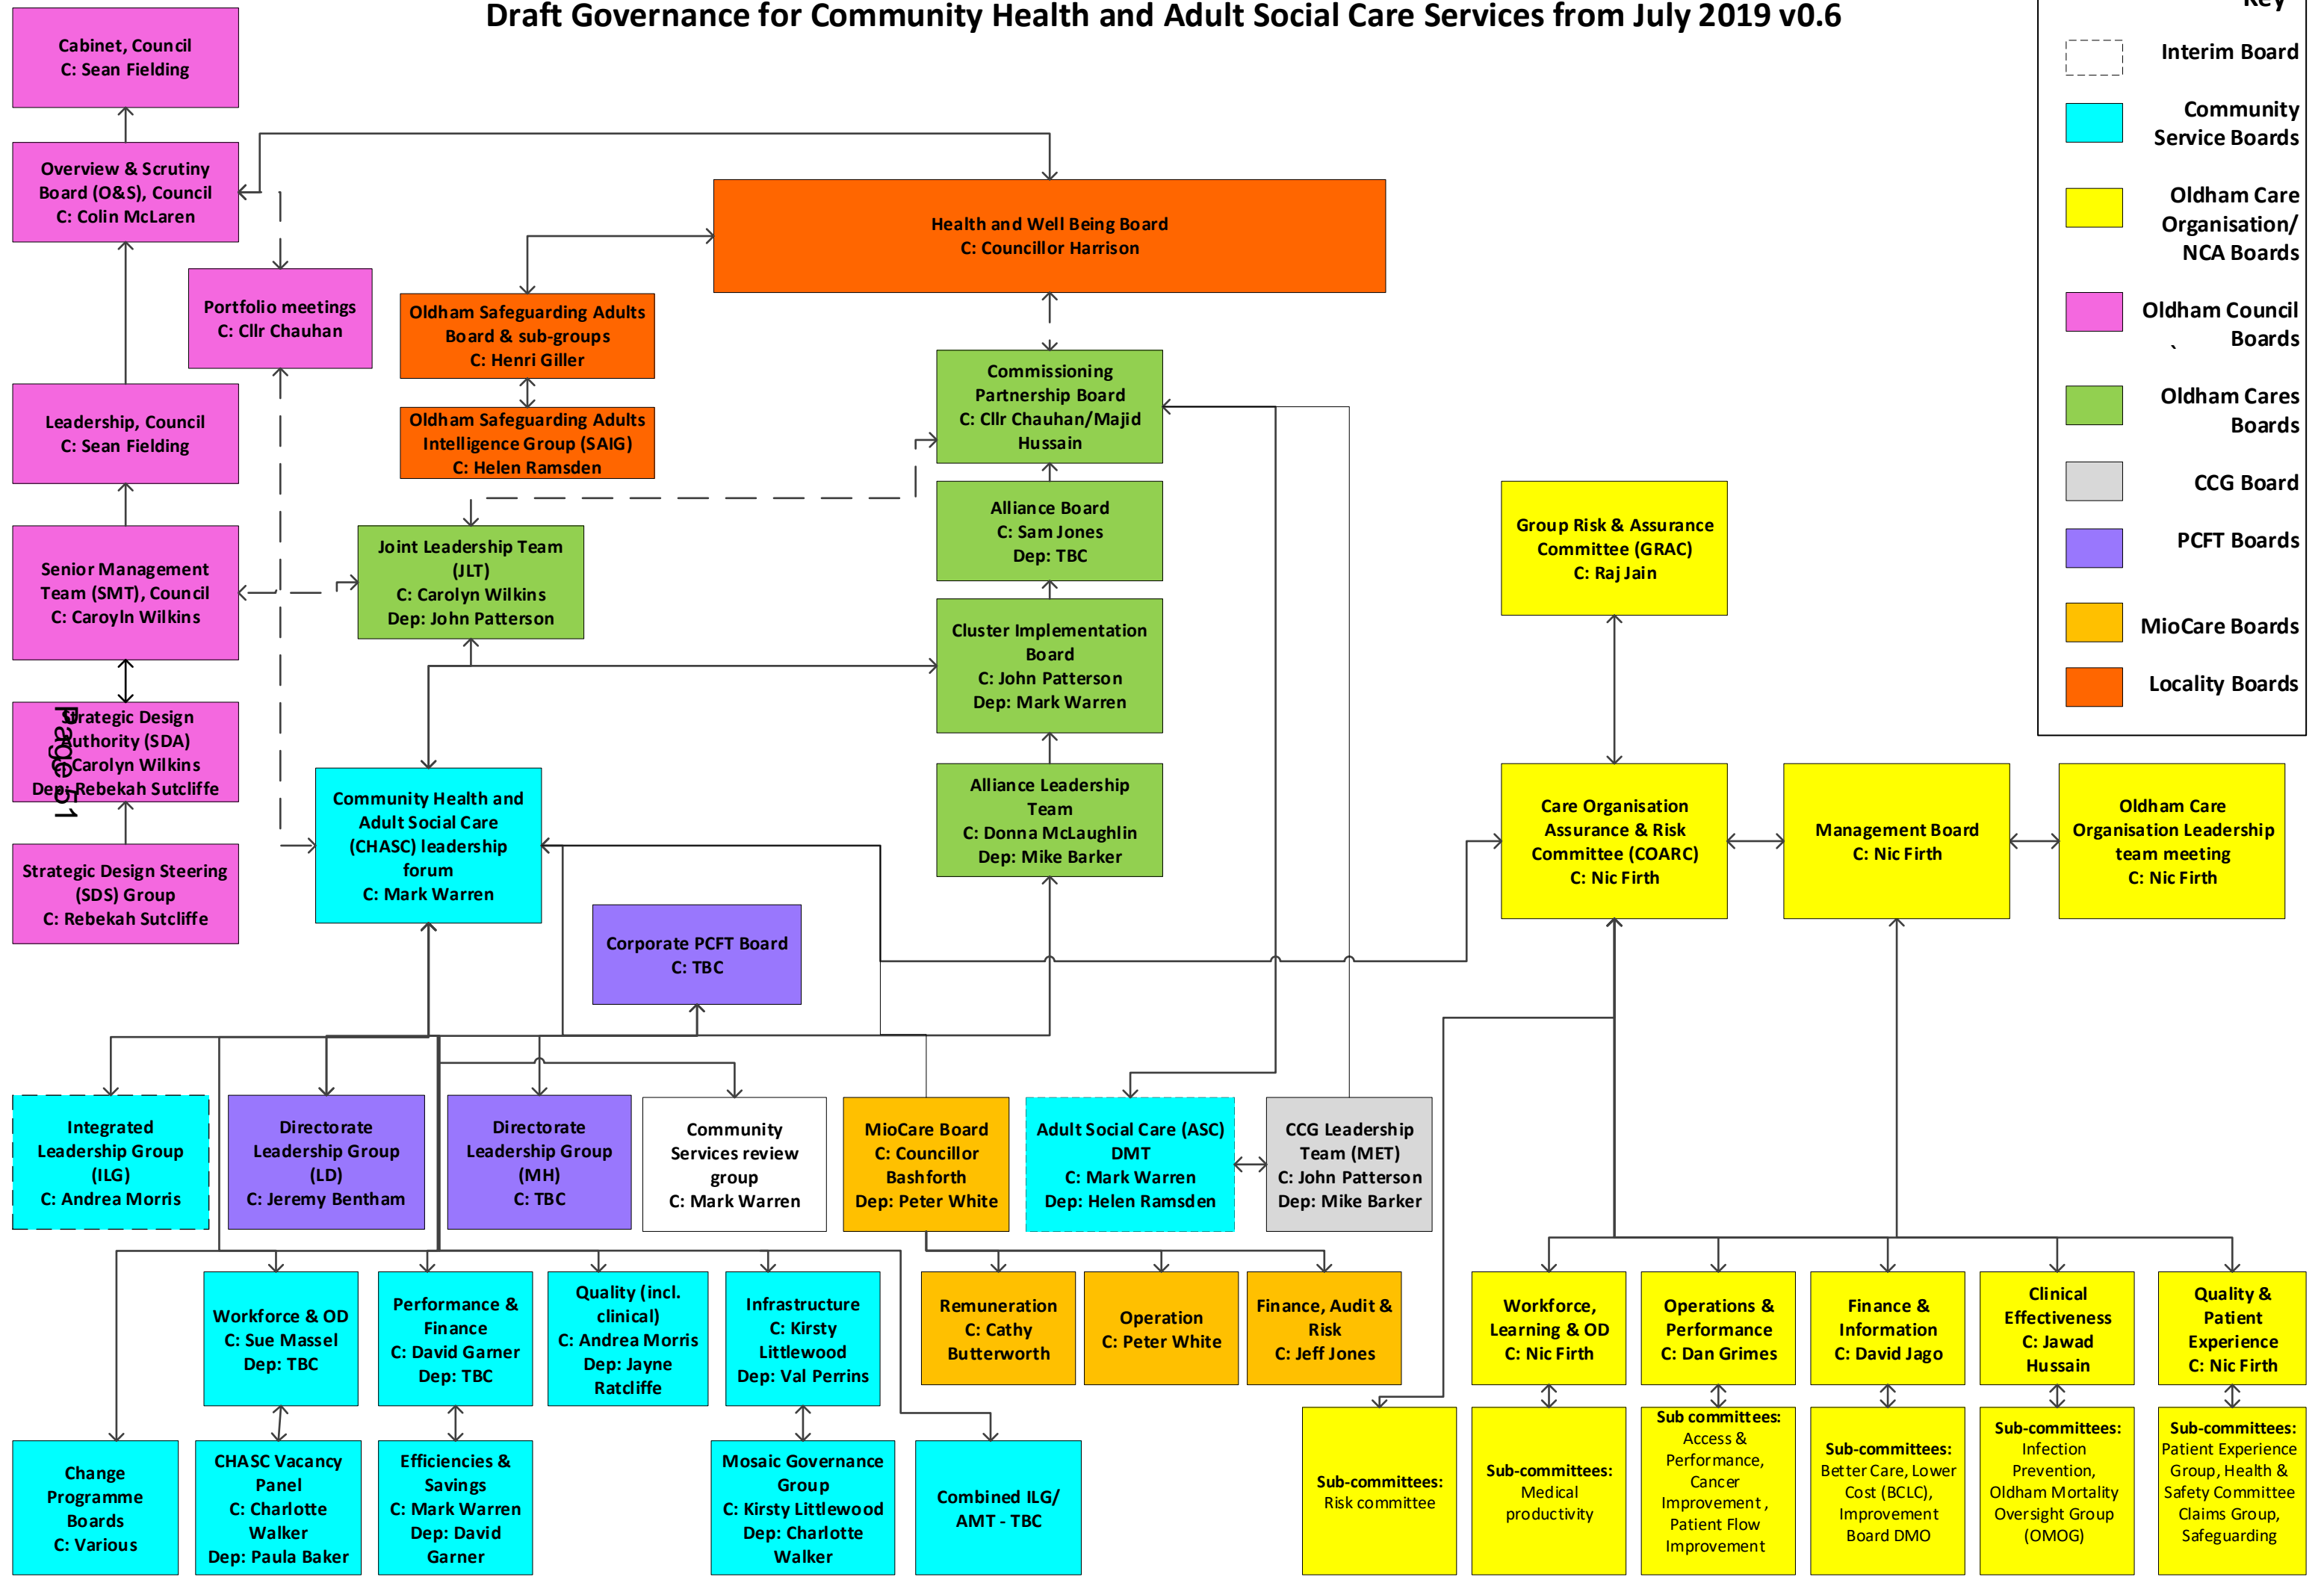 Draft Governance for Community Health and Adult Social Care Services from July 2019 v0.6
Key
Interim Board
Community
Service Boards
Oldham Care
Organisation/
NCA Boards
Oldham Council
Boards
`
Oldham Cares
Boards
CCG Board
PCFT Boards
MioCare Boards
Locality Boards
Cabinet, Council
C: Sean Fielding
Overview & Scrutiny
Board (O&S), Council
C: Colin McLaren
Portfolio meetings
C: Cllr Chauhan
Leadership, Council
C: Sean Fielding
Senior Management
Team (SMT), Council
C: Caroyln Wilkins
Strategic Design
Authority (SDA)
C: Carolyn Wilkins
Dep: Rebekah Sutcliffe
Page 51
Strategic Design Steering
(SDS) Group
C: Rebekah Sutcliffe
Health and Well Being Board
C: Councillor Harrison
Oldham Safeguarding Adults
Board & sub-groups
C: Henri Giller
Oldham Safeguarding Adults
Intelligence Group (SAIG)
C: Helen Ramsden
Commissioning
Partnership Board
C: Cllr Chauhan/Majid
Hussain
Alliance Board
C: Sam Jones
Dep: TBC
Joint Leadership Team
(JLT)
C: Carolyn Wilkins
Dep: John Patterson
Cluster Implementation
Board
C: John Patterson
Dep: Mark Warren
Alliance Leadership
Team
C: Donna McLaughlin
Dep: Mike Barker
Community Health and
Adult Social Care
(CHASC) leadership
forum
C: Mark Warren
Corporate PCFT Board
C: TBC
Group Risk & Assurance
Committee (GRAC)
C: Raj Jain
Care Organisation
Assurance & Risk
Committee (COARC)
C: Nic Firth
Management Board
C: Nic Firth
Oldham Care
Organisation Leadership
team meeting
C: Nic Firth
Integrated
Leadership Group
(ILG)
C: Andrea Morris
Directorate
Leadership Group
(LD)
C: Jeremy Bentham
Directorate
Leadership Group
(MH)
C: TBC
Community
Services review
group
C: Mark Warren
MioCare Board
C: Councillor
Bashforth
Dep: Peter White
Adult Social Care (ASC)
DMT
C: Mark Warren
Dep: Helen Ramsden
CCG Leadership
Team (MET)
C: John Patterson
Dep: Mike Barker
Workforce & OD
C: Sue Massel
Dep: TBC
Performance &
Finance
C: David Garner
Dep: TBC
Quality (incl.
clinical)
C: Andrea Morris
Dep: Jayne
Ratcliffe
Infrastructure
C: Kirsty
Littlewood
Dep: Val Perrins
Remuneration
C: Cathy
Butterworth
Operation
C: Peter White
Finance, Audit &
Risk
C: Jeff Jones
Workforce,
Learning & OD
C: Nic Firth
Operations &
Performance
C: Dan Grimes
Finance &
Information
C: David Jago
Clinical
Effectiveness
C: Jawad
Hussain
Quality &
Patient
Experience
C: Nic Firth
Change
Programme
Boards
C: Various
CHASC Vacancy
Panel
C: Charlotte
Walker
Dep: Paula Baker
Efficiencies &
Savings
C: Mark Warren
Dep: David
Garner
Mosaic Governance
Group
C: Kirsty Littlewood
Dep: Charlotte
Walker
Combined ILG/
AMT - TBC
Sub-committees:
Risk committee
Sub-committees:
Medical
productivity
Sub committees:
Access &
Performance,
Cancer
Improvement ,
Patient Flow
Improvement
Sub-committees:
Better Care, Lower
Cost (BCLC),
Improvement
Board DMO
Sub-committees:
Infection
Prevention,
Oldham Mortality
Oversight Group
(OMOG)
Sub-committees:
Patient Experience
Group, Health &
Safety Committee
Claims Group,
Safeguarding